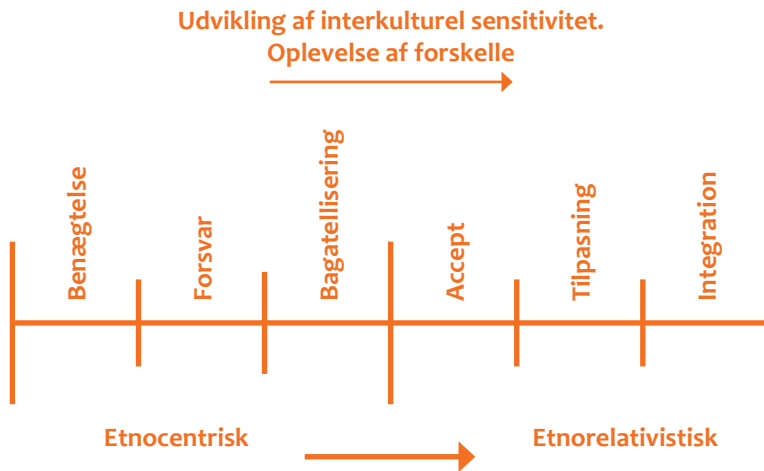 Udvikling af interkulturel sensitivitet.
Oplevelse af forskelle
Benægtelse
Forsvar
Bagatellisering
Accept
Tilpasning
Integration
Etnocentrisk
Etnorelativistisk